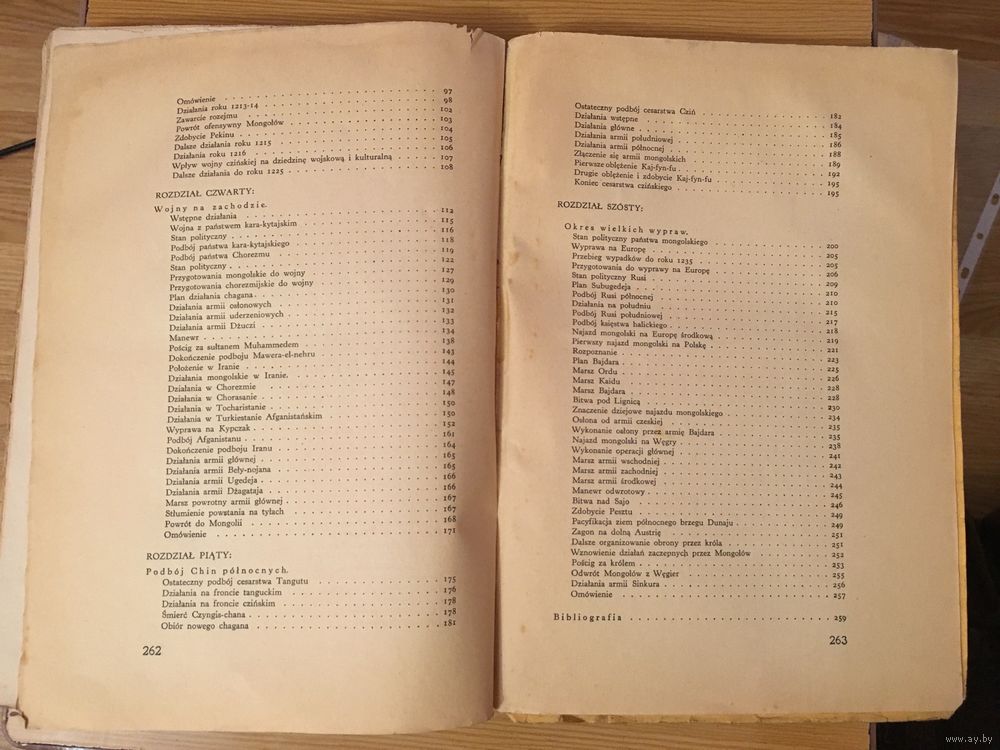 Omówienie . . . . 97
Działania roku 1213-14 . . . . 98
Zawarcie rozejmu . . . . 102
Powrót ofensywny Mongołów . . . . 103
Zdobycie Pekinu . . . . 104
Dalsze działania roku 1215 . . . . 105
Działania roku 1216 . . . . 106
Wpływ wojny czińskiej na dziedzinę wojskową i kulturalną . . . . 107
Dalsze działania do roku 1225 . . . . 108
ROZDZIAŁ CZWARTY:
Wojny na zachodzie.
Wstępne działania . . . . 112
Wojna z państwem kara-kytajskim . . . . 115
Stan polityczny . . . . 116
Podbój państwa kara-kytajskiego . . . . 118
Podbój państwa Chorezmu . . . . 119
Stan polityczny . . . . 122
Przygotowania mongolskie do wojny . . . . 127
Przygotowania chorezmijskie do wojny . . . . 129
Plan działania chagana . . . . 130
Działania armii osłonowych . . . . 131
Działania armii uderzeniowych . . . . 132
Działania armii Dżuczi . . . . 133
Manewr . . . . 134
Pościg za sułtanem Muhammedem . . . . 138
Dokończenie podboju Mawera-el-nehru . . . . 143
Położenie w Iranie . . . . 144
Działania mongolskie w Iranie. . . . . 145
Działania w Chorezmie . . . . 147
Działania w Chorasanie . . . . 148
Działania w Tocharistanie . . . . 150
Działania w Turkiestanie Afganistańskim . . . . 150
Wyprawa na Kypczak . . . . 152
Podbój Afganistanu . . . . 161
Dokończenie podboju Iranu . . . . 164
Działania armii głównej . . . . 165
Działania armii Beły-nojana . . . . 165
Działania armii Ugedeja . . . . 166
Działania armii Dżagataja . . . . 166
Marsz powrotny armii głównej . . . . 167
Stłumienie powstania na tyłach . . . . 167
Powrót do Mongolii . . . . 168
Omówienie . . . . 171
ROZDZIAŁ PIĄTY:
Podbój Chin północnych.
Ostateczny podbój cesarstwa Tangutu . . . . 175
Działania na froncie tanguckim . . . . 176
Działania na froncie czińskim . . . . 178
Śmierć Czyngis-chana . . . . 178
Obiór nowego chagana . . . . 181
262
Ostateczny podbój cesarstwa Cziń . . . . 182
Działania wstępne . . . . 184
Działania główne . . . . 185
Działania armii południowej . . . . 186
Działania armii północnej . . . . 188
Złączenie się armii mongolskich . . . . 189
Pierwsze oblężenie Kaj-fyn-fu . . . . 192
Drugie oblężenie i zdobycie Kaj-fyn-fu . . . . 195
Koniec cesarstwa czińskiego . . . . 195
ROZDZIAŁ SZÓSTY:
Okres wielkich wypraw.
Stan polityczny państwa mongolskiego . . . . 200
Wyprawa na Europę . . . . 205
Przebieg wypadków do roku 1235 . . . . 205
Przygotowania do wyprawy na Europę . . . . 206
Stan polityczny Rusi . . . . 209
Plan Subugedeja . . . . 210
Podbój Rusi północnej . . . . 210
Działania na południu . . . . 215
Podbój Rusi południowej . . . . 217
Podbój księstwa halickiego . . . . 218
Najazd mongolski na Europę środkową . . . . 219
Pierwszy najazd mongolski na Polskę . . . . 221
Rozpoznanie . . . . 223
Plan Bajdara . . . . 225
Marsz Ordu . . . . 226
Marsz Kaidu . . . . 228
Marsz Bajdara . . . . 228
Bitwa pod Lignicą . . . . 230
Znaczenie dziejowe najazdu mongolskiego . . . . 234
Osłona od armii czeskiej . . . . 235
Wykonanie osłony przez armię Bajdara . . . . 235
Najazd mongolski na Węgry . . . . 238
Wykonanie operacji głównej . . . . 241
Marsz armii wschodniej . . . . 242
Marsz armii zachodniej . . . . 243
Marsz armii środkowej . . . . 244
Manewr odwrotowy . . . . 245
Bitwa nad Sajo . . . . 246
Zdobycie Pesztu . . . . 249
Pacyfikacja ziem północnego brzegu Dunaju . . . . 249
Zagon na dolną Austrię . . . . 251
Dalsze organizowanie obrony przez króla . . . . 251
Wznowienie działań zaczepnych przez Mongołów . . . . 252
Pościg za królem . . . . 253
Odwrót Mongołów z Węgier . . . . 255
Działania armii Sinkura . . . . 256
Omówienie . . . . 257
Bibliografia . . . . 259
263
www.ay.by